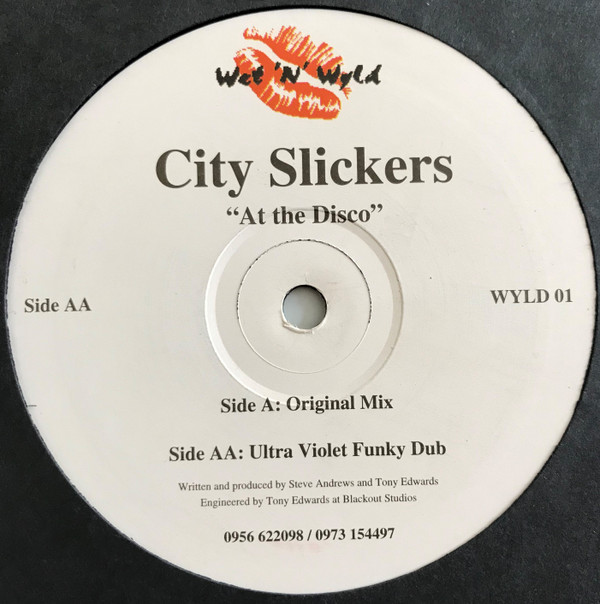 Wet 'N' Wyld
City Slickers
“At the Disco”
Side AA
WYLD 01
Side A: Original Mix
Side AA: Ultra Violet Funky Dub
Written and produced by Steve Andrews and Tony Edwards
Engineered by Tony Edwards at Blackout Studios
0956 622098 / 0973 154497